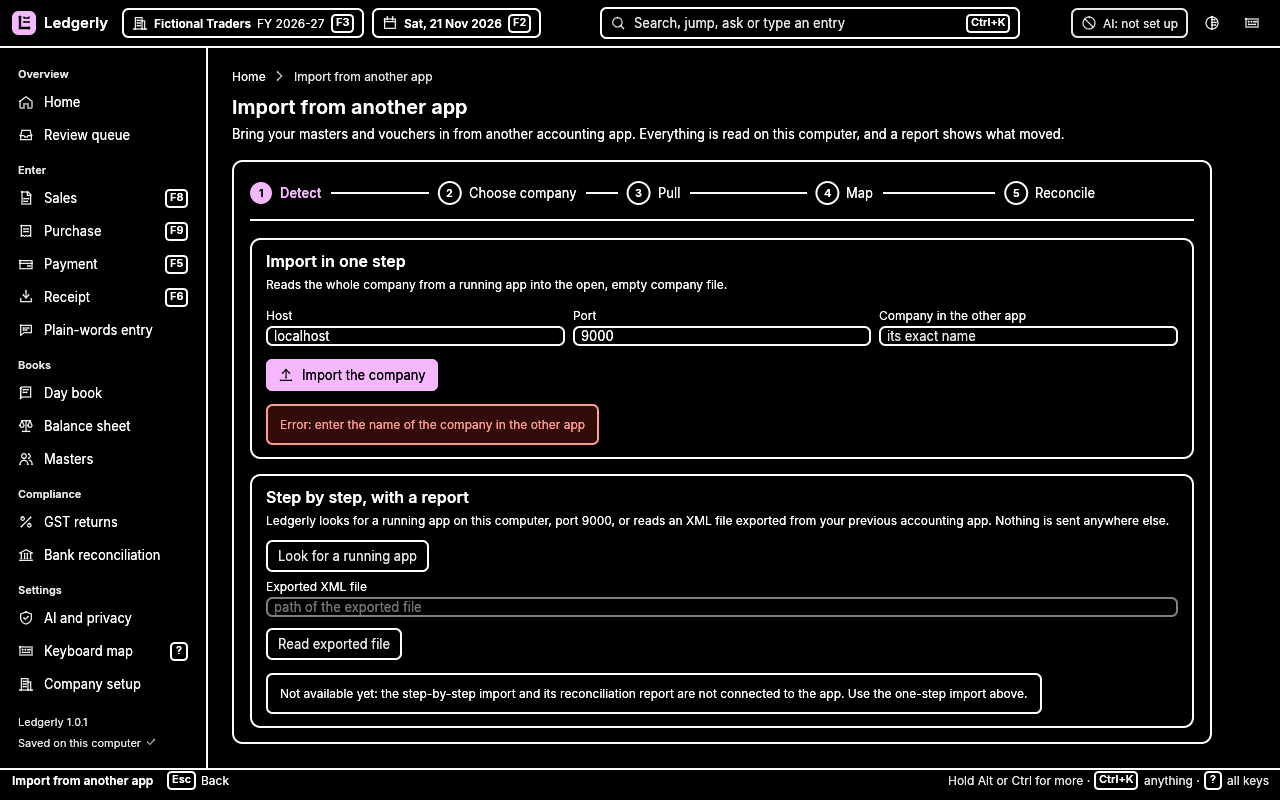 Ledgerly
Fictional Traders FY 2026-27 F3
Sat, 21 Nov 2026 F2
Search, jump, ask or type an entry Ctrl+K
AI: not set up
Overview
Home
Review queue
Enter
Sales F8
Purchase F9
Payment F5
Receipt F6
Plain-words entry
Books
Day book
Balance sheet
Masters
Compliance
GST returns
Bank reconciliation
Settings
AI and privacy
Keyboard map ?
Company setup
Ledgerly 1.0.1
Saved on this computer
Home Import from another app
Import from another app
Bring your masters and vouchers in from another accounting app. Everything is read on this computer, and a report shows what moved.
1 Detect 2 Choose company 3 Pull 4 Map 5 Reconcile
Import in one step
Reads the whole company from a running app into the open, empty company file.
Host Port Company in the other app
localhost 9000 its exact name
Import the company
Error: enter the name of the company in the other app
Step by step, with a report
Ledgerly looks for a running app on this computer, port 9000, or reads an XML file exported from your previous accounting app. Nothing is sent anywhere else.
Look for a running app
Exported XML file
path of the exported file
Read exported file
Not available yet: the step-by-step import and its reconciliation report are not connected to the app. Use the one-step import above.
Import from another app Esc Back
Hold Alt or Ctrl for more · Ctrl+K anything · ? all keys